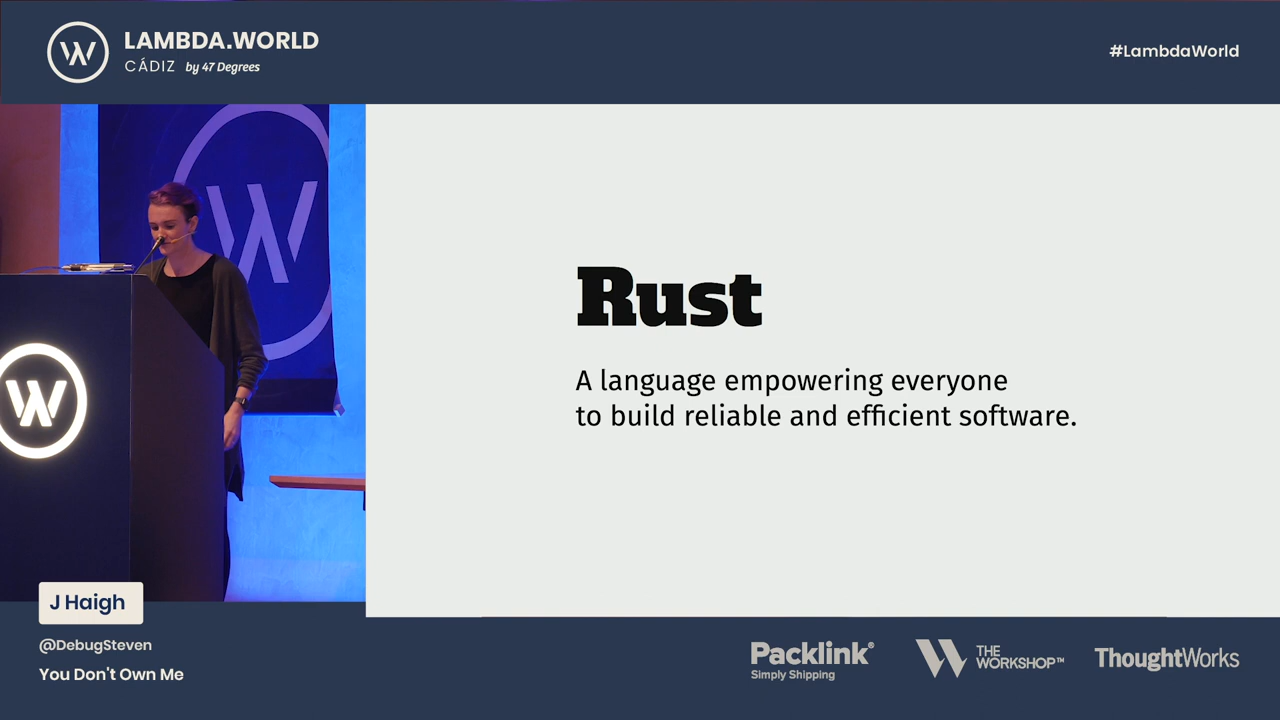 LAMBDA.WORLD
CÁDIZ by 47 Degrees
#LambdaWorld
Rust
A language empowering everyone
to build reliable and efficient software.
J Haigh
@DebugSteven
You Don't Own Me
Packlink®
Simply Shipping
THE
WORKSHOP™
ThoughtWorks